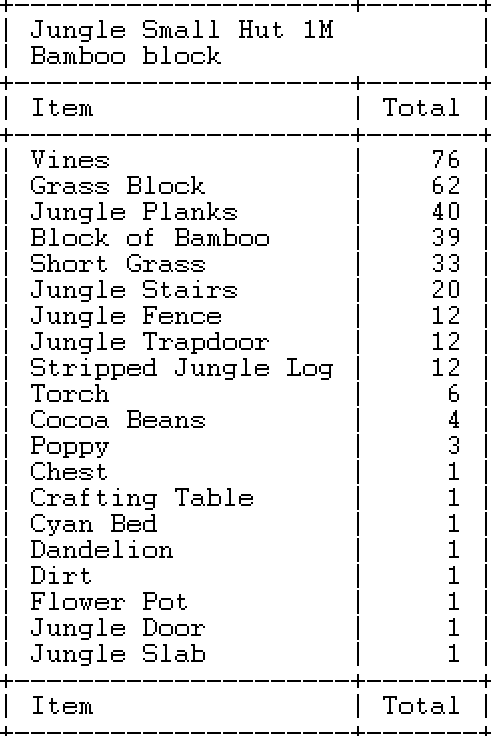 Jungle Small Hut 1M
Bamboo block
Item Total
Vines 76
Grass Block 62
Jungle Planks 40
Block of Bamboo 39
Short Grass 33
Jungle Stairs 20
Jungle Fence 12
Jungle Trapdoor 12
Stripped Jungle Log 12
Torch 6
Cocoa Beans 4
Poppy 3
Chest 1
Crafting Table 1
Cyan Bed 1
Dandelion 1
Dirt 1
Flower Pot 1
Jungle Door 1
Jungle Slab 1
Item Total